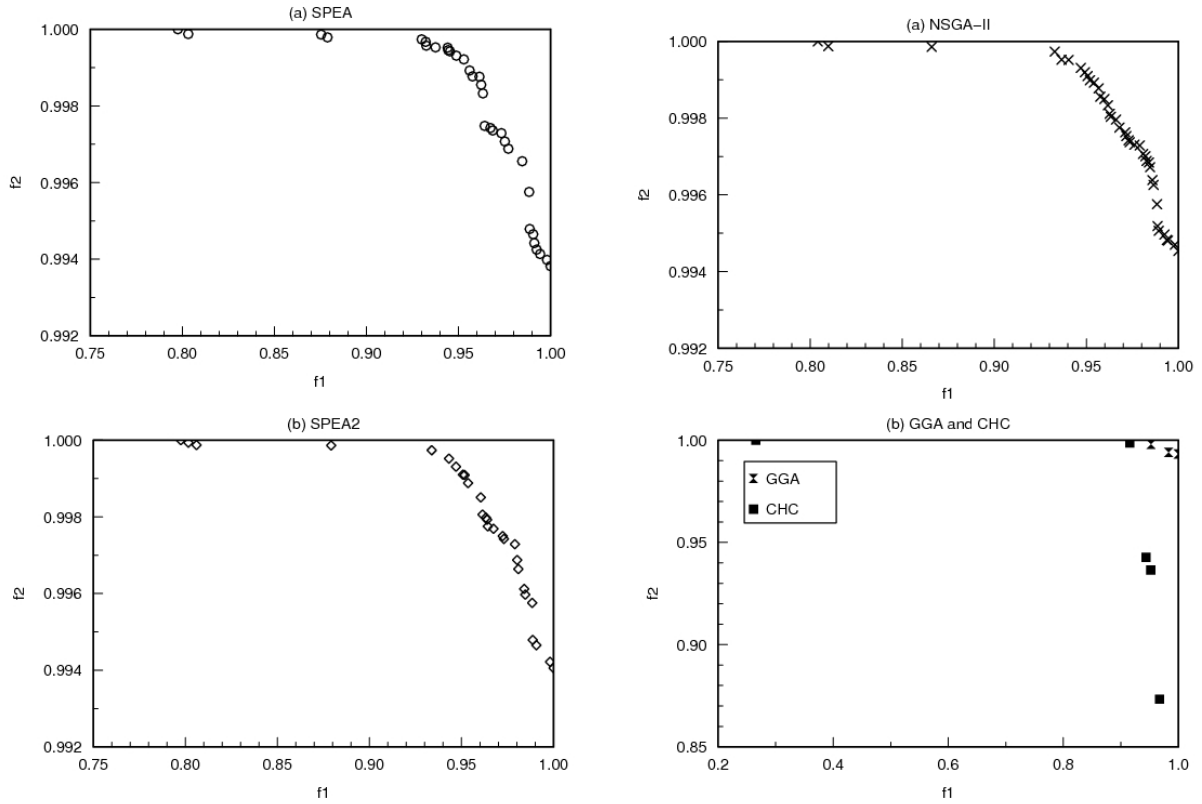 (a) SPEA
1.000
0.998
0.996
0.994
0.992
f2
0.75 0.80 0.85 0.90 0.95 1.00
f1
(a) NSGA-II
1.000
0.998
0.996
0.994
0.992
f2
0.75 0.80 0.85 0.90 0.95 1.00
f1
(b) SPEA2
1.000
0.998
0.996
0.994
0.992
f2
0.75 0.80 0.85 0.90 0.95 1.00
f1
(b) GGA and CHC
1.00
0.95
0.90
0.85
f2
GGA
CHC
0.2 0.4 0.6 0.8 1.0
f1